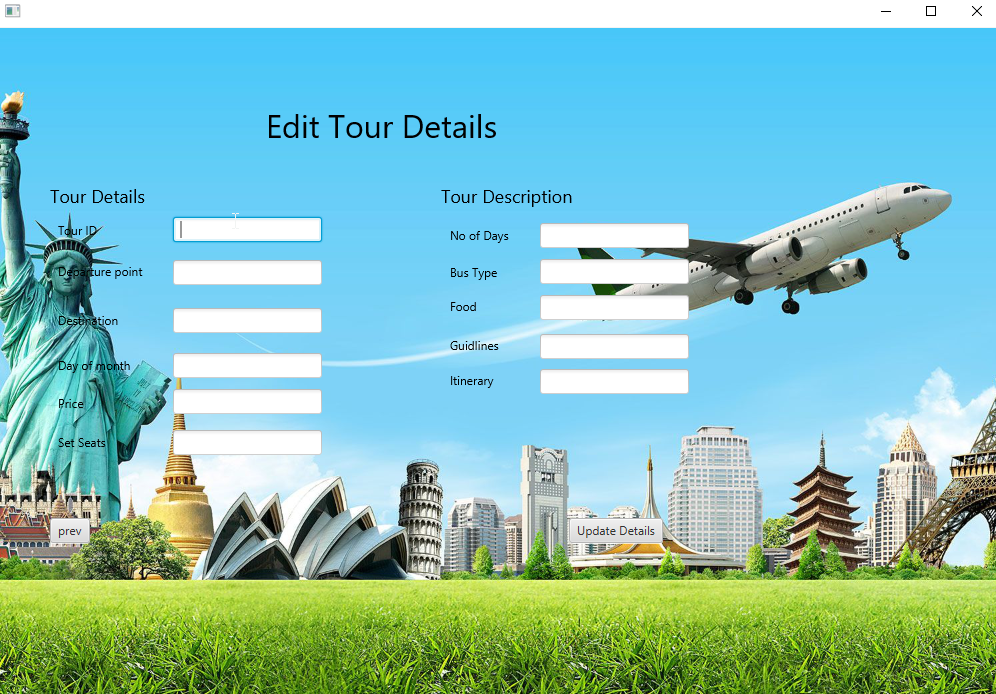 Edit Tour Details
Tour Details
Tour ID
Departure point
Destination
Day of month
Price
Set Seats
prev
Tour Description
No of Days
Bus Type
Food
Guidlines
Itinerary
Update Details